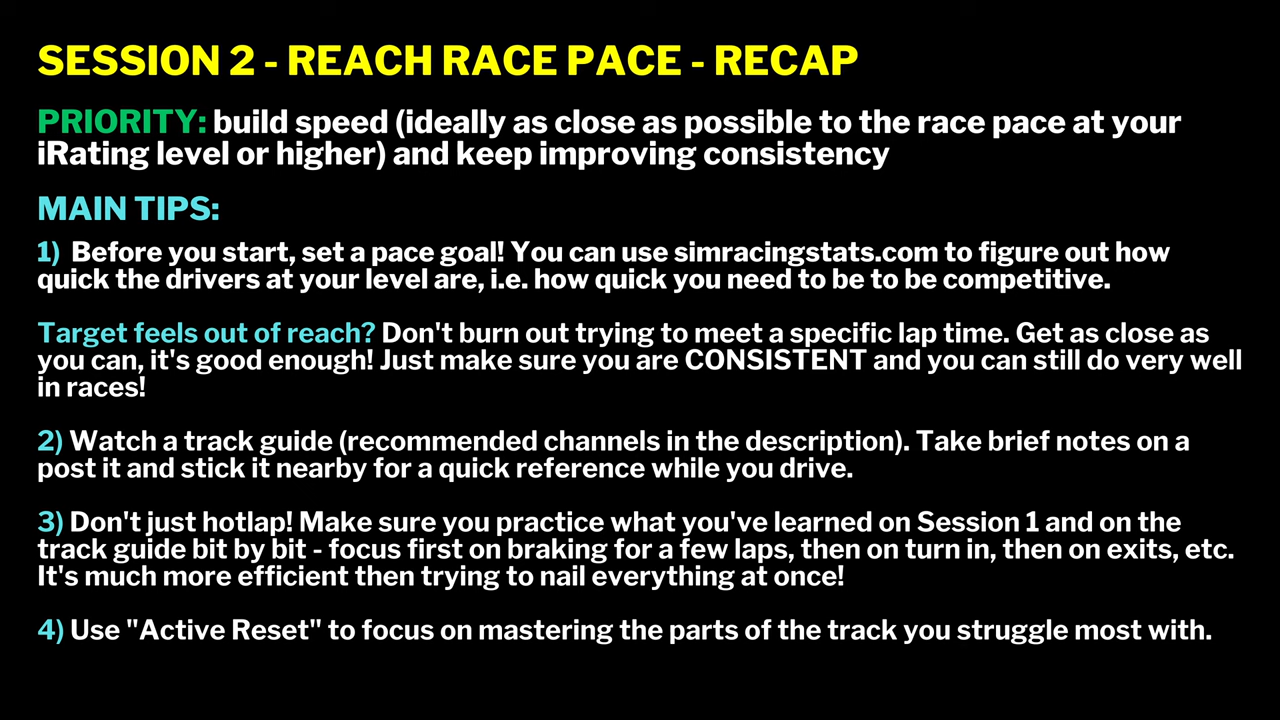 SESSION 2 - REACH RACE PACE - RECAP
PRIORITY: build speed (ideally as close as possible to the race pace at your
iRating level or higher) and keep improving consistency
MAIN TIPS:
1) Before you start, set a pace goal! You can use simracingstats.com to figure out how
quick the drivers at your level are, i.e. how quick you need to be to be competitive.
Target feels out of reach? Don't burn out trying to meet a specific lap time. Get as close as
you can, it's good enough! Just make sure you are CONSISTENT and you can still do very well
in races!
2) Watch a track guide (recommended channels in the description). Take brief notes on a
post it and stick it nearby for a quick reference while you drive.
3) Don't just hotlap! Make sure you practice what you've learned on Session 1 and on the
track guide bit by bit - focus first on braking for a few laps, then on turn in, then on exits, etc.
It's much more efficient then trying to nail everything at once!
4) Use "Active Reset" to focus on mastering the parts of the track you struggle most with.